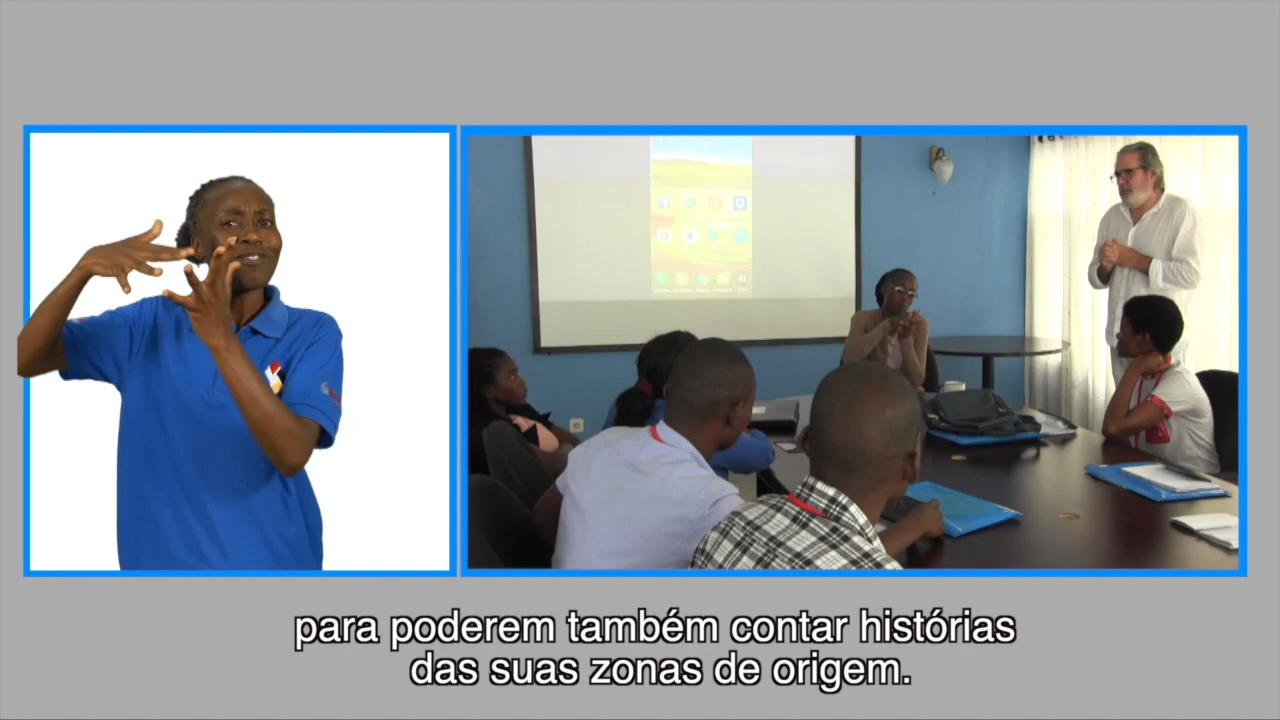 para poderem também contar histórias
das suas zonas de origem.